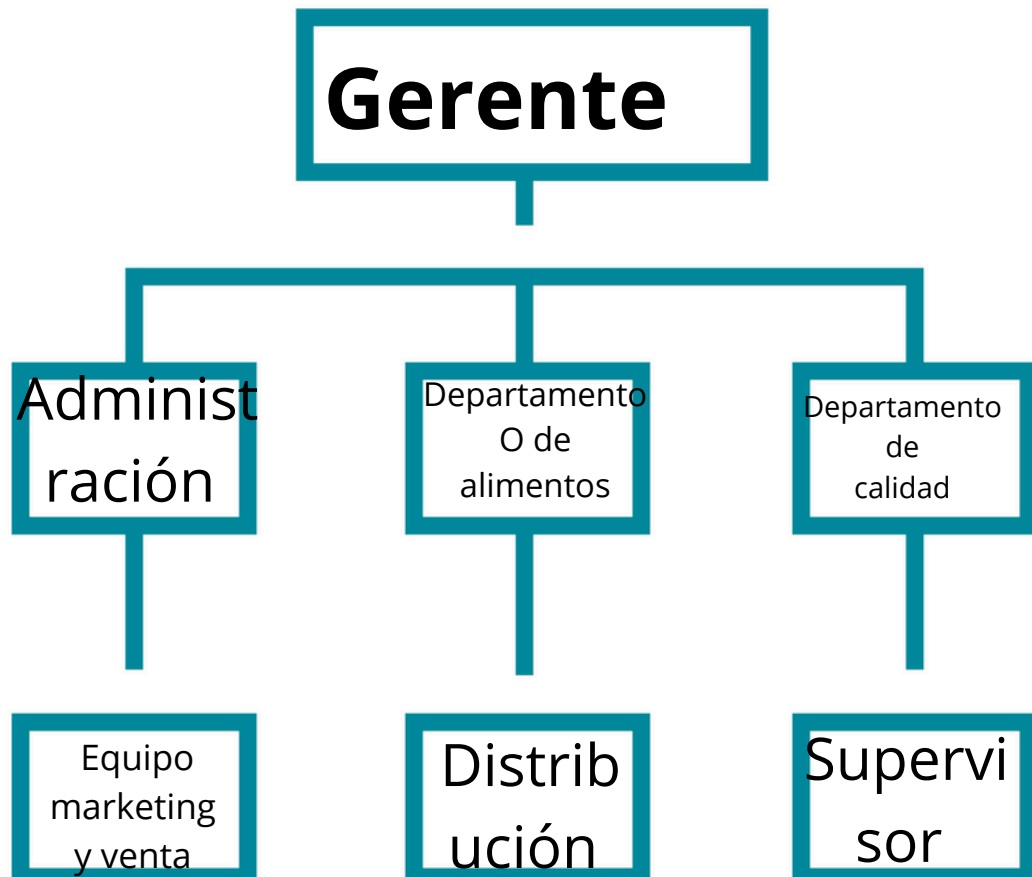 Gerente
Administ
ración
Departamento
O de
alimentos
Departamento
de
calidad
Equipo
marketing
y venta
Distrib
ución
Supervi
sor